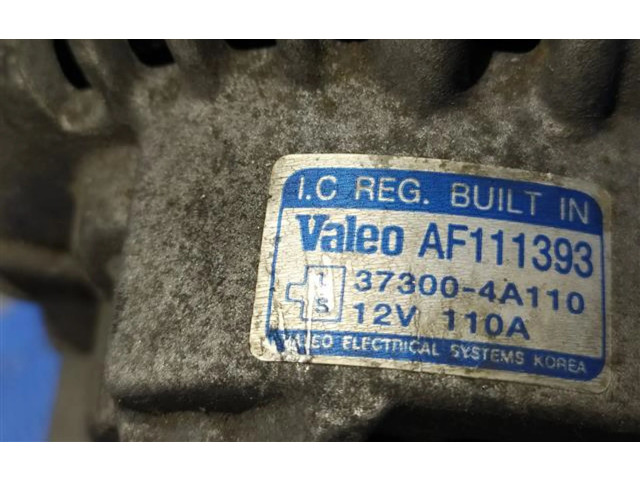 I.C REG. BUILT IN
Valeo AF111393
L 37300-4A110
S 12V 110A
VALEO ELECTRICAL SYSTEMS KOREA